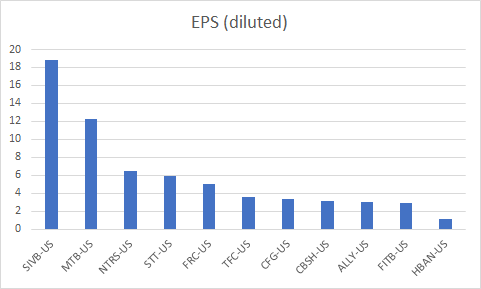 EPS (diluted)
20
18
16
14
12
10
8
6
4
2
0
SIVB-US
MTB-US
NTRS-US
STT-US
FRC-US
TFC-US
CFG-US
CBSH-US
ALLY-US
FITB-US
HBAN-US